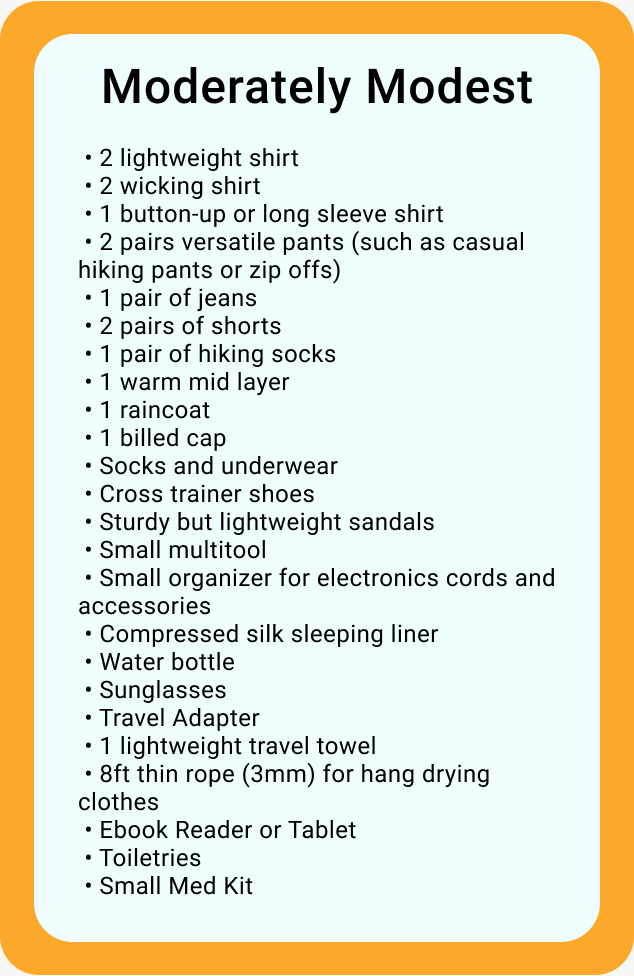 Moderately Modest
• 2 lightweight shirt
• 2 wicking shirt
• 1 button-up or long sleeve shirt
• 2 pairs versatile pants (such as casual
hiking pants or zip offs)
• 1 pair of jeans
• 2 pairs of shorts
• 1 pair of hiking socks
• 1 warm mid layer
• 1 raincoat
• 1 billed cap
• Socks and underwear
• Cross trainer shoes
• Sturdy but lightweight sandals
• Small multitool
• Small organizer for electronics cords and
accessories
• Compressed silk sleeping liner
• Water bottle
• Sunglasses
• Travel Adapter
• 1 lightweight travel towel
• 8ft thin rope (3mm) for hang drying
clothes
• Ebook Reader or Tablet
• Toiletries
• Small Med Kit